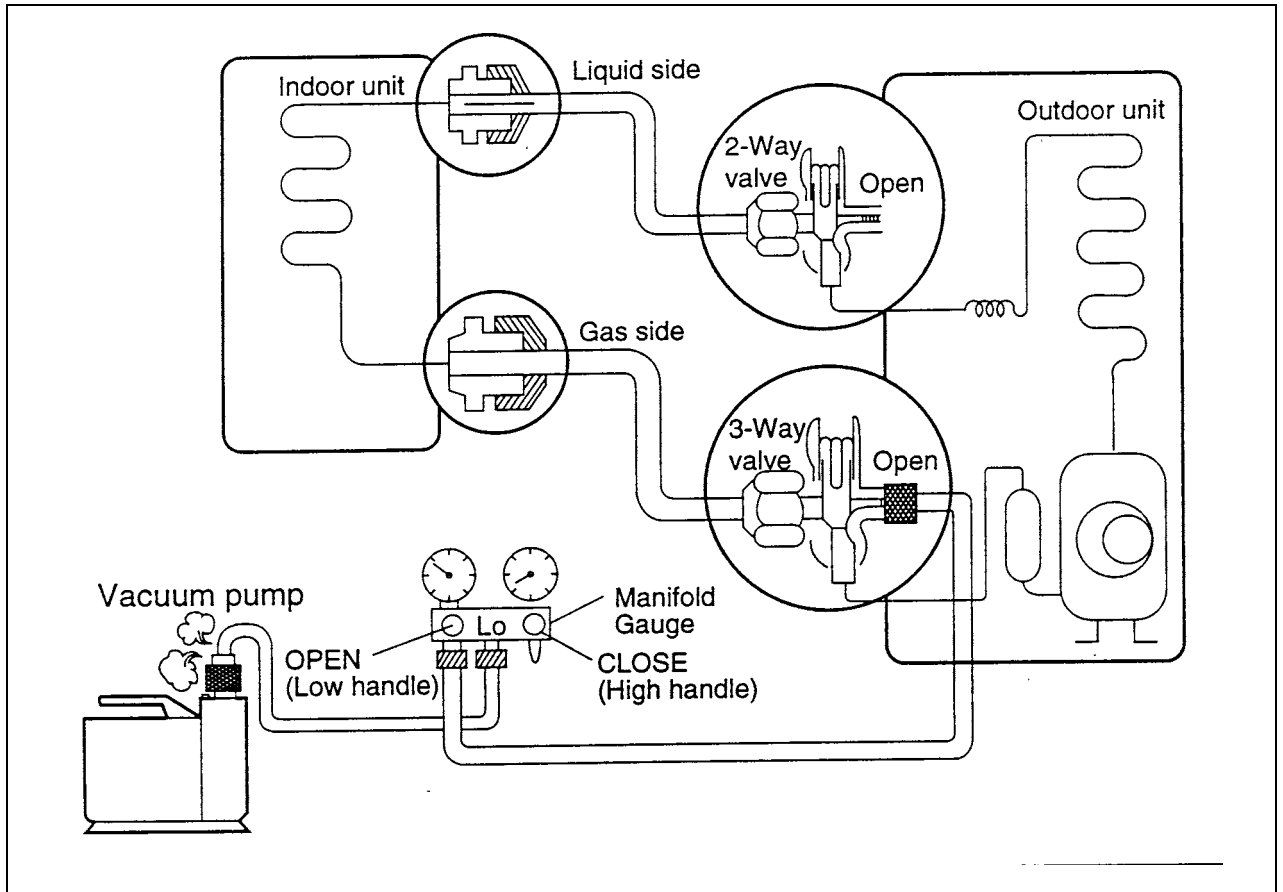 Indoor unit
Liquid side
Outdoor unit
2-Way
valve
Open
Gas side
3-Way
valve
Open
Vacuum pump
Manifold
Gauge
Lo
OPEN
(Low handle)
CLOSE
(High handle)